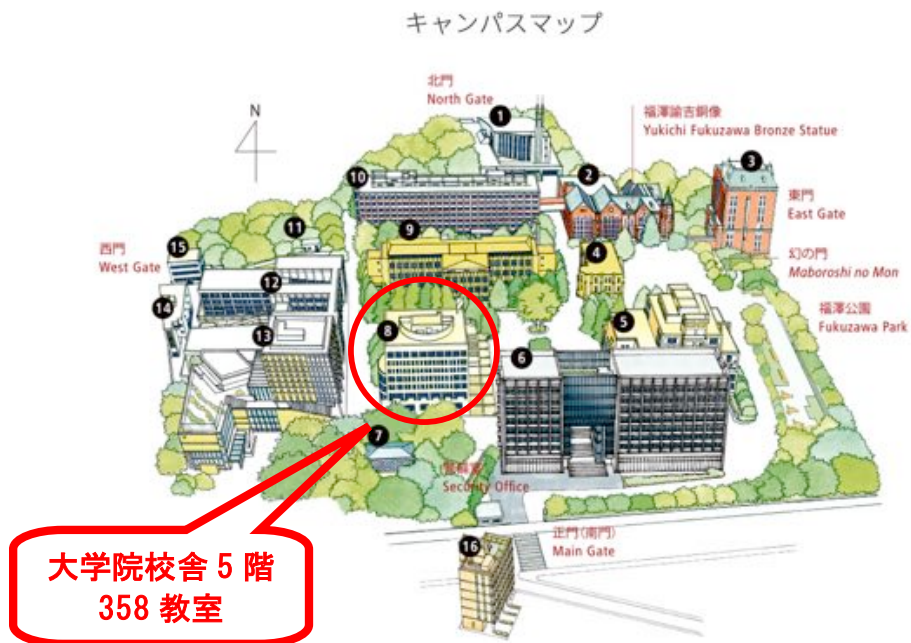 キャンパスマップ
北門
North Gate
N
福澤諭吉銅像
Yukichi Fukuzawa Bronze Statue
1
2
3
10
東門
East Gate
11
9
4
15
西門
West Gate
幻の門
Maboroshi no Mon
12
14
13
8
5
福澤公園
Fukuzawa Park
6
7
警備室
Security Office
正門(南門)
Main Gate
16
大学院校舎 5 階
358 教室